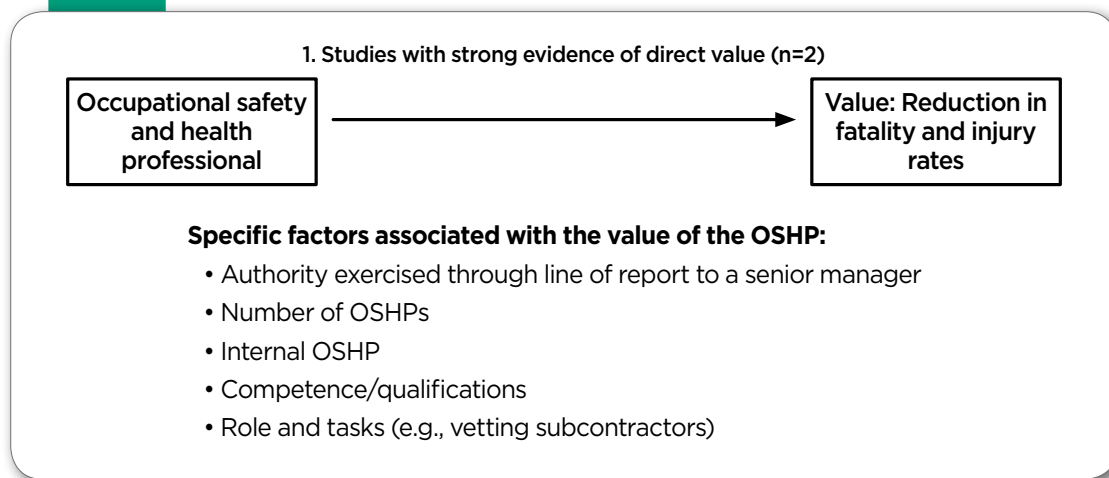 1. Studies with strong evidence of direct value (n=2)
Occupational safety
and health
professional
Value: Reduction in
fatality and injury
rates
Specific factors associated with the value of the OSHP:
• Authority exercised through line of report to a senior manager
• Number of OSHPs
• Internal OSHP
• Competence/qualifications
• Role and tasks (e.g., vetting subcontractors)